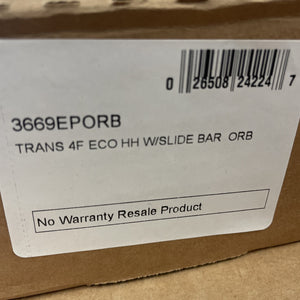 0 26508 24224 7
3669EPORB
TRANS 4F ECO HH W/SLIDE BAR ORB
No Warranty Resale Product